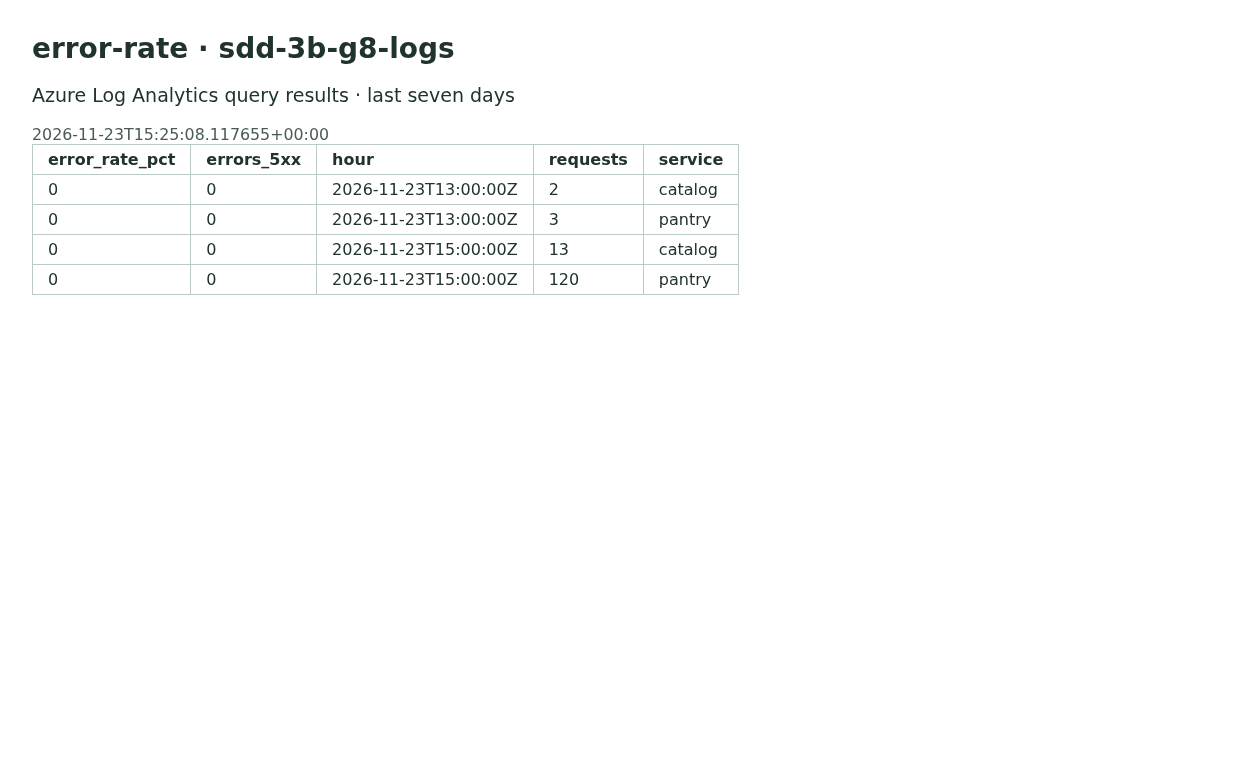 error-rate · sdd-3b-g8-logs
Azure Log Analytics query results · last seven days
2026-11-23T15:25:08.117655+00:00
error_rate_pct errors_5xx hour requests service
0 0 2026-11-23T13:00:00Z 2 catalog
0 0 2026-11-23T13:00:00Z 3 pantry
0 0 2026-11-23T15:00:00Z 13 catalog
0 0 2026-11-23T15:00:00Z 120 pantry